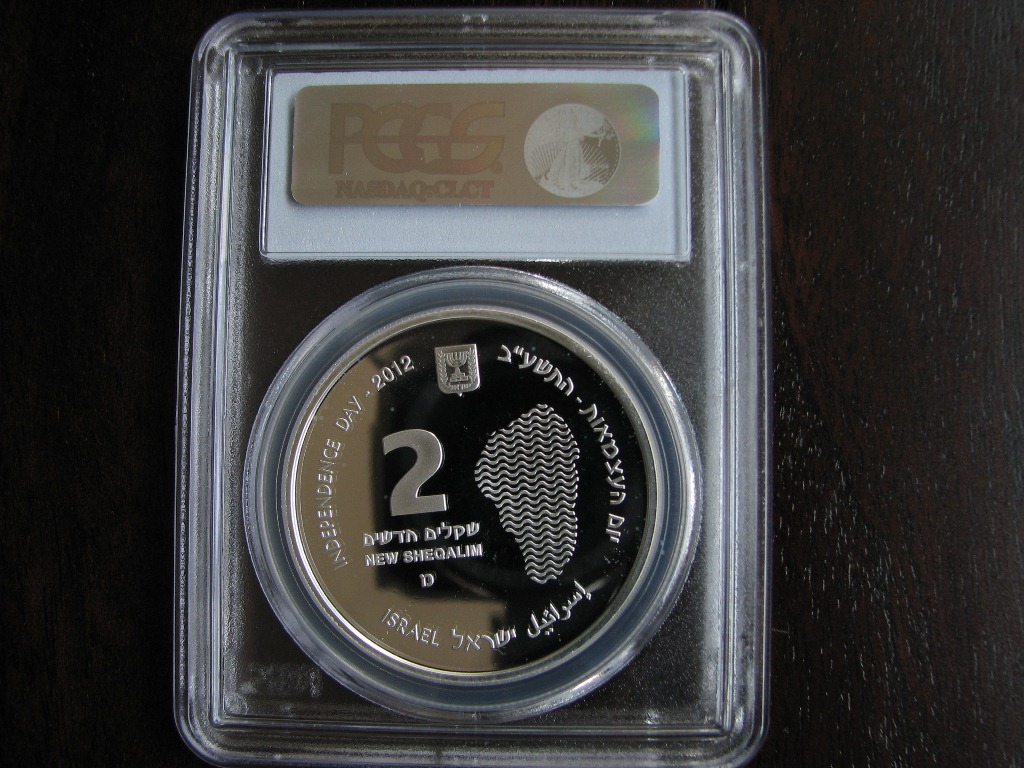 PCGS
NASDAQ:CLCT
INDEPENDENCE DAY - 2012
יום העצמאות - התשע"ב
2
שקלים חדשים
NEW SHEQALIM
מ
ISRAEL ישראל إسرائيل